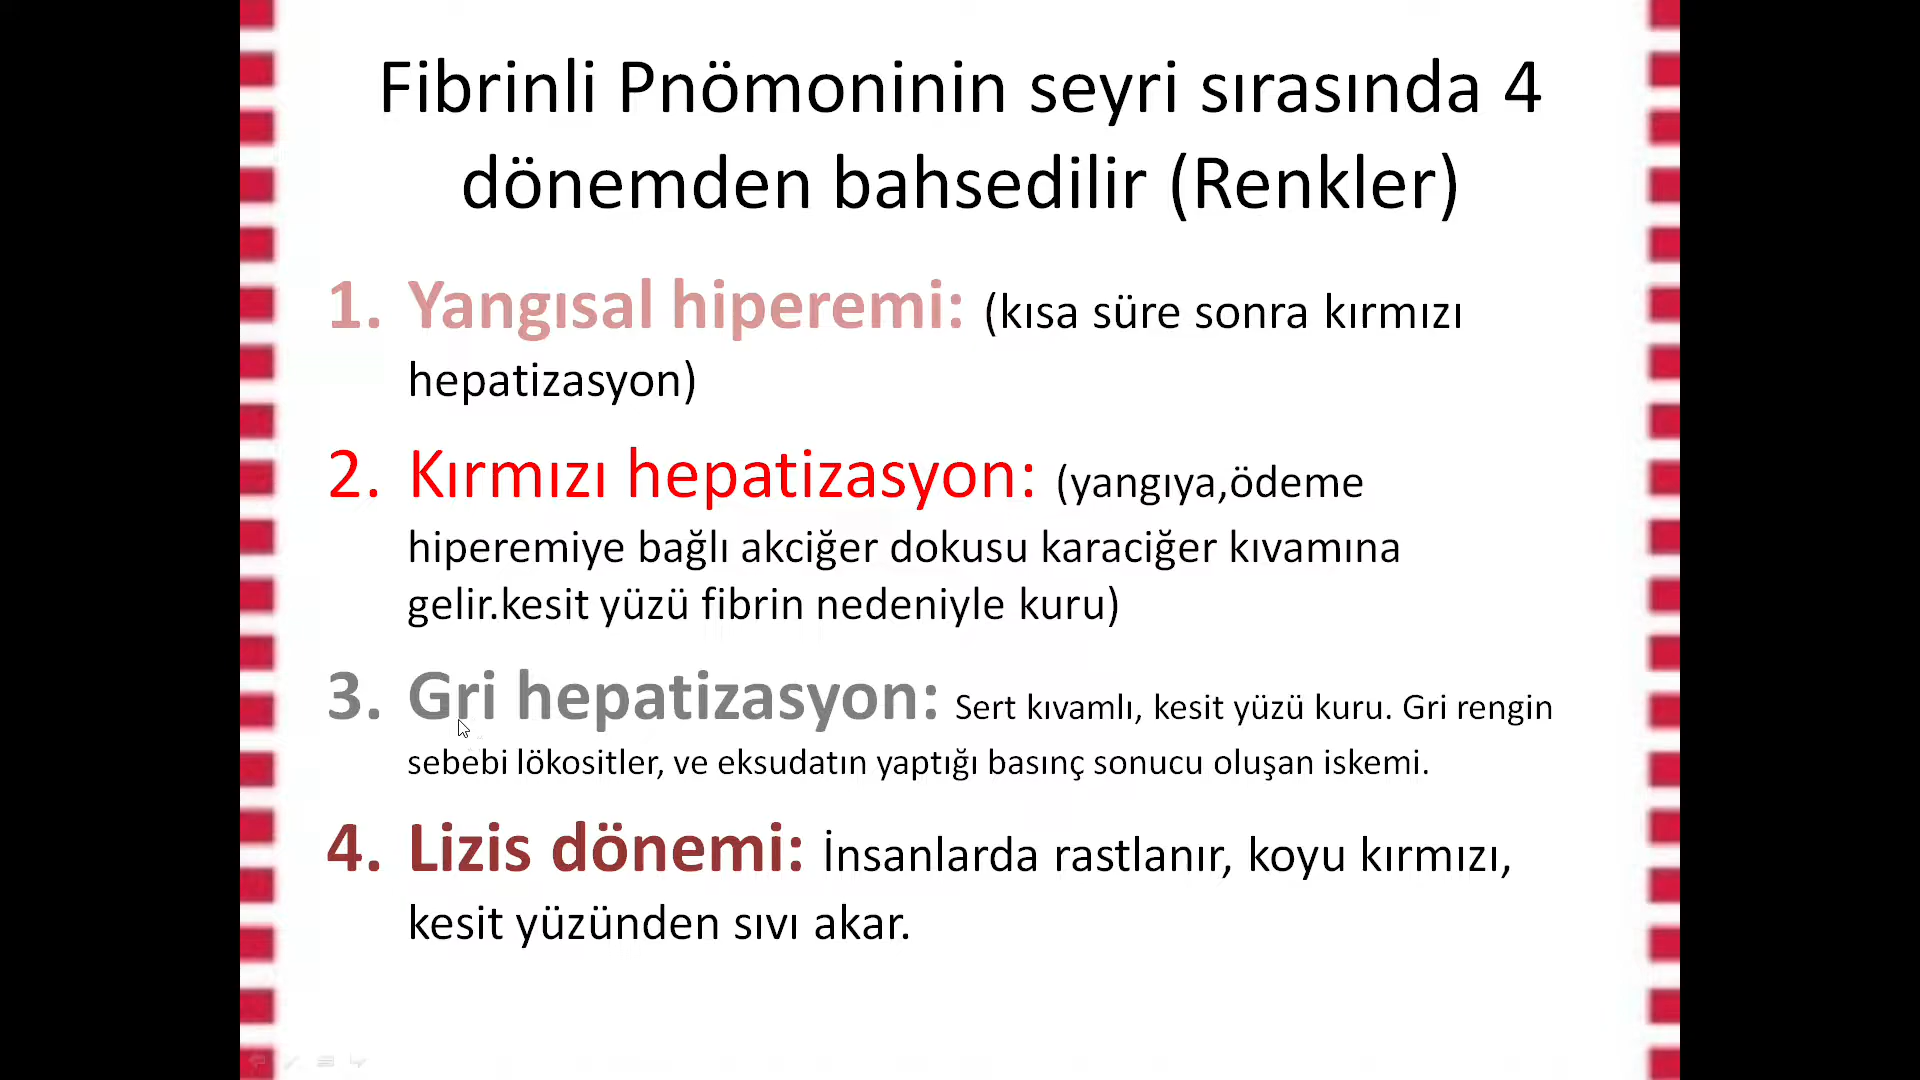 Fibrinli Pnömoninin seyri sırasında 4
dönemden bahsedilir (Renkler)
1. Yangısal hiperemi: (kısa süre sonra kırmızı
hepatizasyon)
2. Kırmızı hepatizasyon: (yangıya,ödeme
hiperemiye bağlı akciğer dokusu karaciğer kıvamına
gelir.kesit yüzü fibrin nedeniyle kuru)
3. Gri hepatizasyon: Sert kıvamlı, kesit yüzü kuru. Gri rengin
sebebi lökositler, ve eksudatın yaptığı basınç sonucu oluşan iskemi.
4. Lizis dönemi: İnsanlarda rastlanır, koyu kırmızı,
kesit yüzünden sıvı akar.